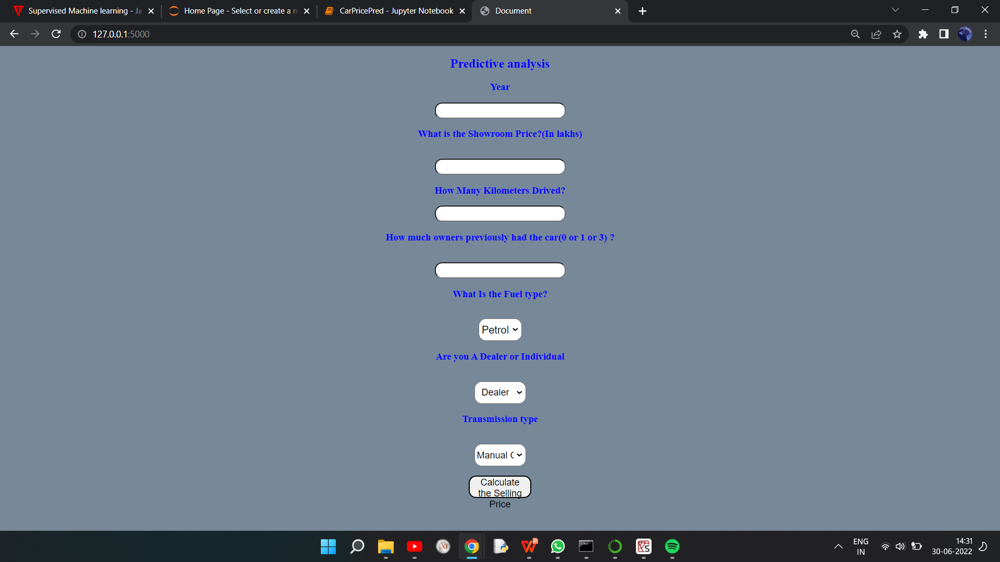 Supervised Machine learning - Ja
Home Page - Select or create a n
CarPricePred - Jupyter Notebook
Document
127.0.0.1:5000
Predictive analysis
Year
What is the Showroom Price?(In lakhs)
How Many Kilometers Drived?
How much owners previously had the car(0 or 1 or 3) ?
What Is the Fuel type?
Petrol
Are you A Dealer or Individual
Dealer
Transmission type
Manual C
Calculate
the Selling
Price
ENG
IN
14:31
30-06-2022